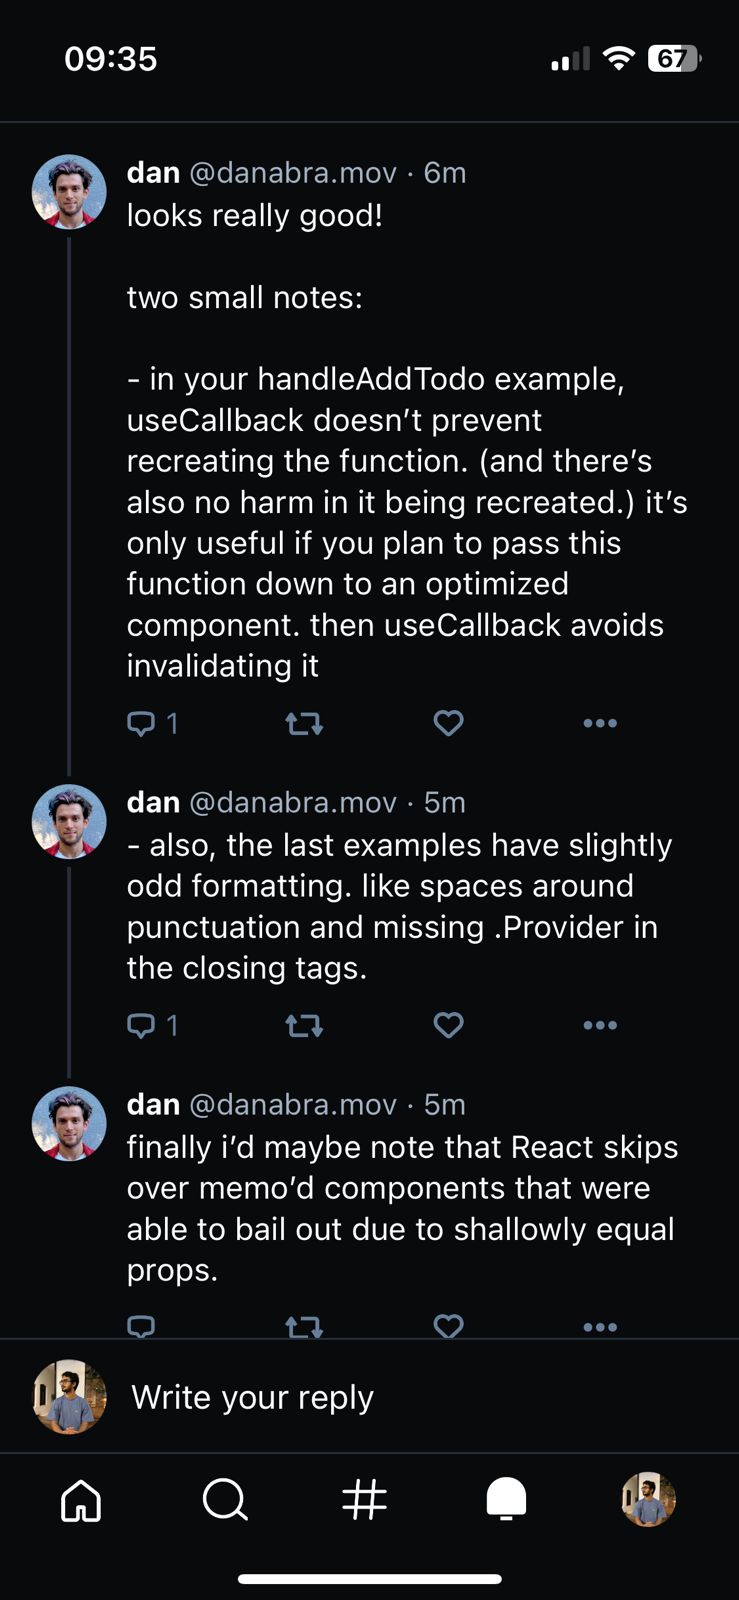 09:35
67
dan @danabra.mov · 6m
looks really good!
two small notes:
- in your handleAddTodo example,
useCallback doesn’t prevent
recreating the function. (and there’s
also no harm in it being recreated.) it’s
only useful if you plan to pass this
function down to an optimized
component. then useCallback avoids
invalidating it
1
dan @danabra.mov · 5m
- also, the last examples have slightly
odd formatting. like spaces around
punctuation and missing .Provider in
the closing tags.
1
dan @danabra.mov · 5m
finally i’d maybe note that React skips
over memo’d components that were
able to bail out due to shallowly equal
props.
Write your reply